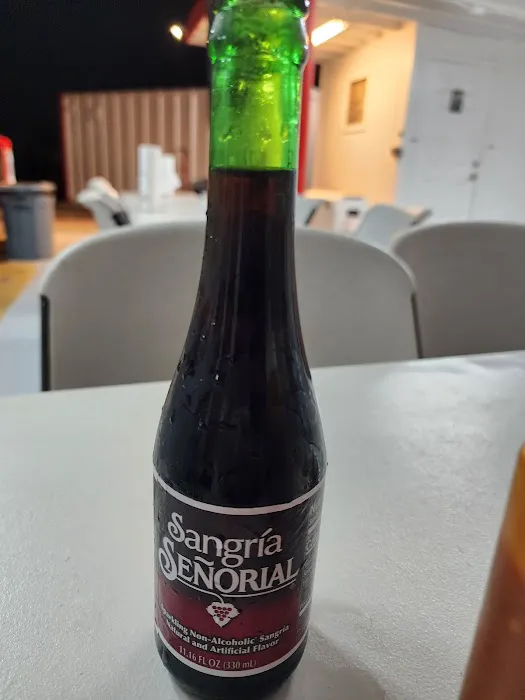 Sangría
SEÑORIAL
Sparkling Non-Alcoholic Sangria
Natural and Artificial Flavor
11.16 FL OZ (330 mL)